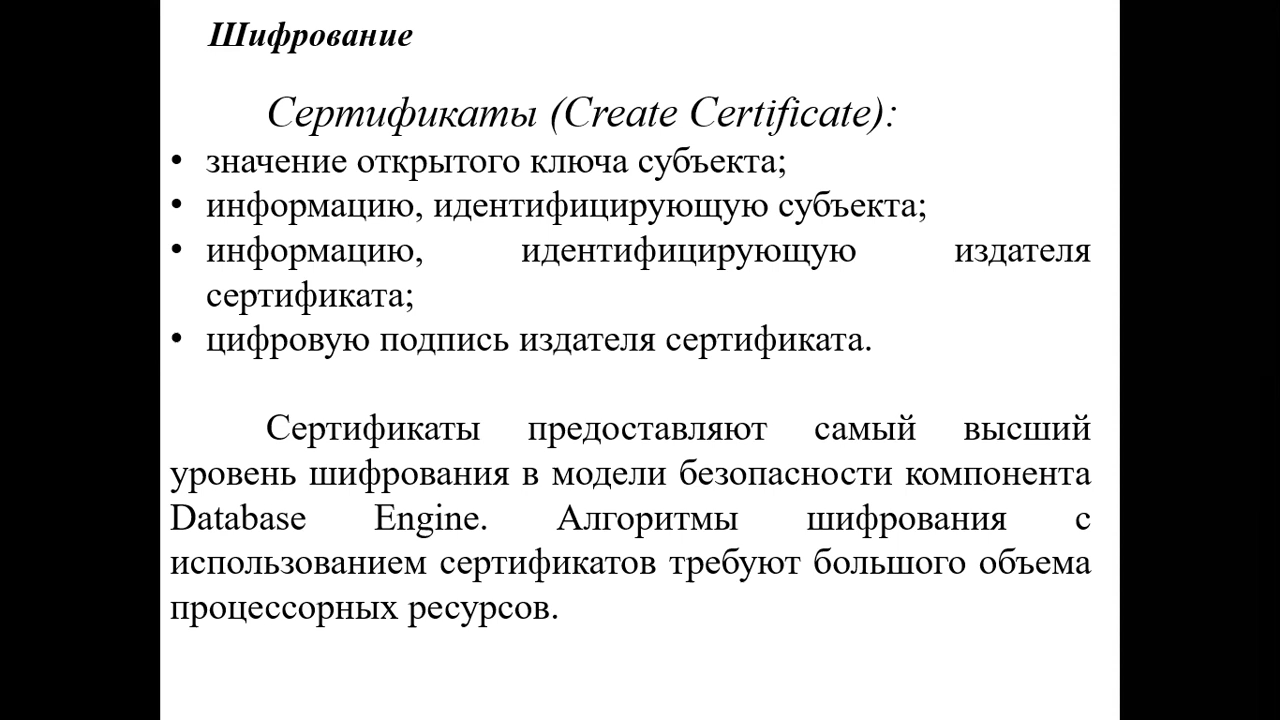 Шифрование
Сертификаты (Create Certificate):
• значение открытого ключа субъекта;
• информацию, идентифицирующую субъекта;
• информацию, идентифицирующую издателя
сертификата;
• цифровую подпись издателя сертификата.
Сертификаты предоставляют самый высший
уровень шифрования в модели безопасности компонента
Database Engine. Алгоритмы шифрования с
использованием сертификатов требуют большого объема
процессорных ресурсов.